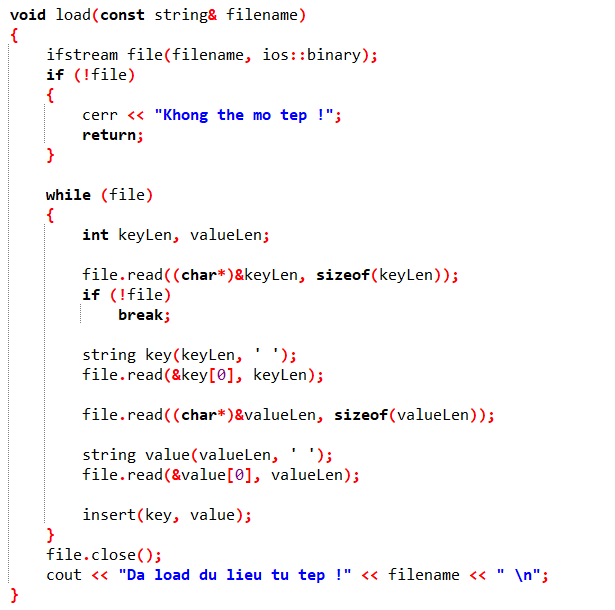 void load(const string& filename)
{
    ifstream file(filename, ios::binary);
    if (!file)
    {
        cerr << "Khong the mo tep !";
        return;
    }
    while (file)
    {
        int keyLen, valueLen;
        file.read((char*)&keyLen, sizeof(keyLen));
        if (!file)
            break;
        string key(keyLen, ' ');
        file.read(&key[0], keyLen);
        file.read((char*)&valueLen, sizeof(valueLen));
        string value(valueLen, ' ');
        file.read(&value[0], valueLen);
        insert(key, value);
    }
    file.close();
    cout << "Da load du lieu tu tep !" << filename << " \n";
}